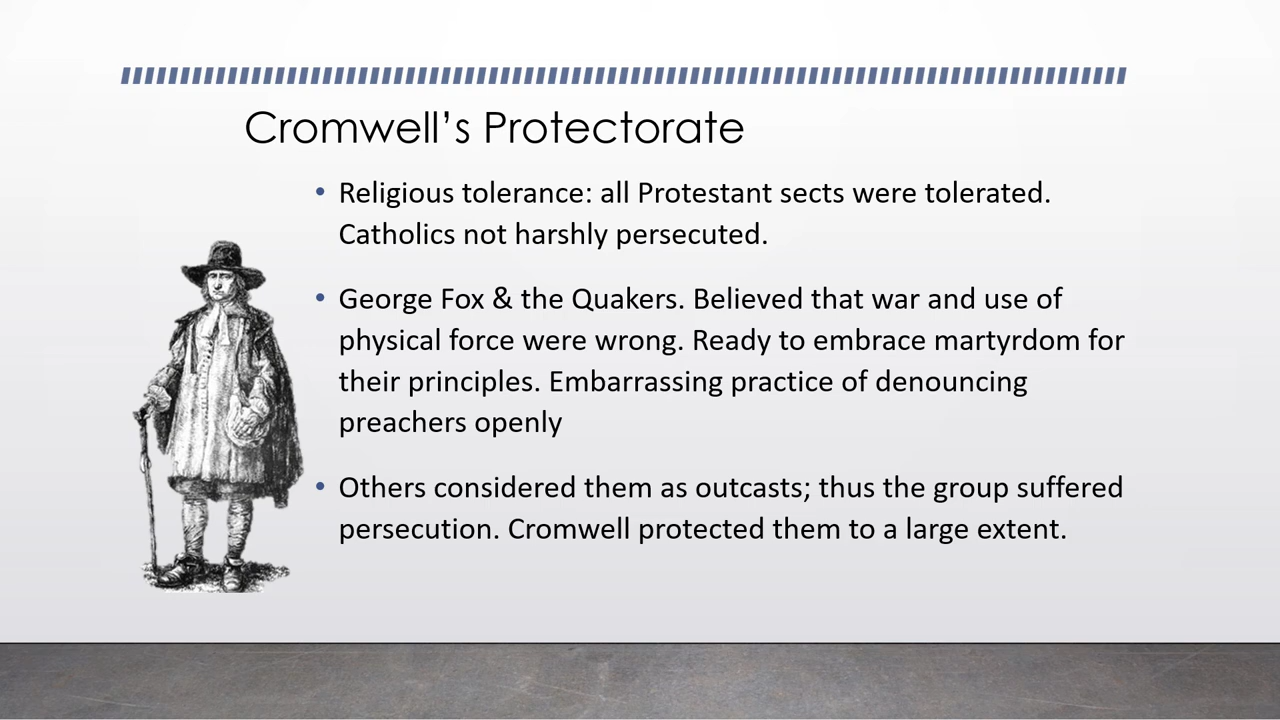 Cromwell’s Protectorate
• Religious tolerance: all Protestant sects were tolerated.
Catholics not harshly persecuted.
• George Fox & the Quakers. Believed that war and use of
physical force were wrong. Ready to embrace martyrdom for
their principles. Embarrassing practice of denouncing
preachers openly
• Others considered them as outcasts; thus the group suffered
persecution. Cromwell protected them to a large extent.